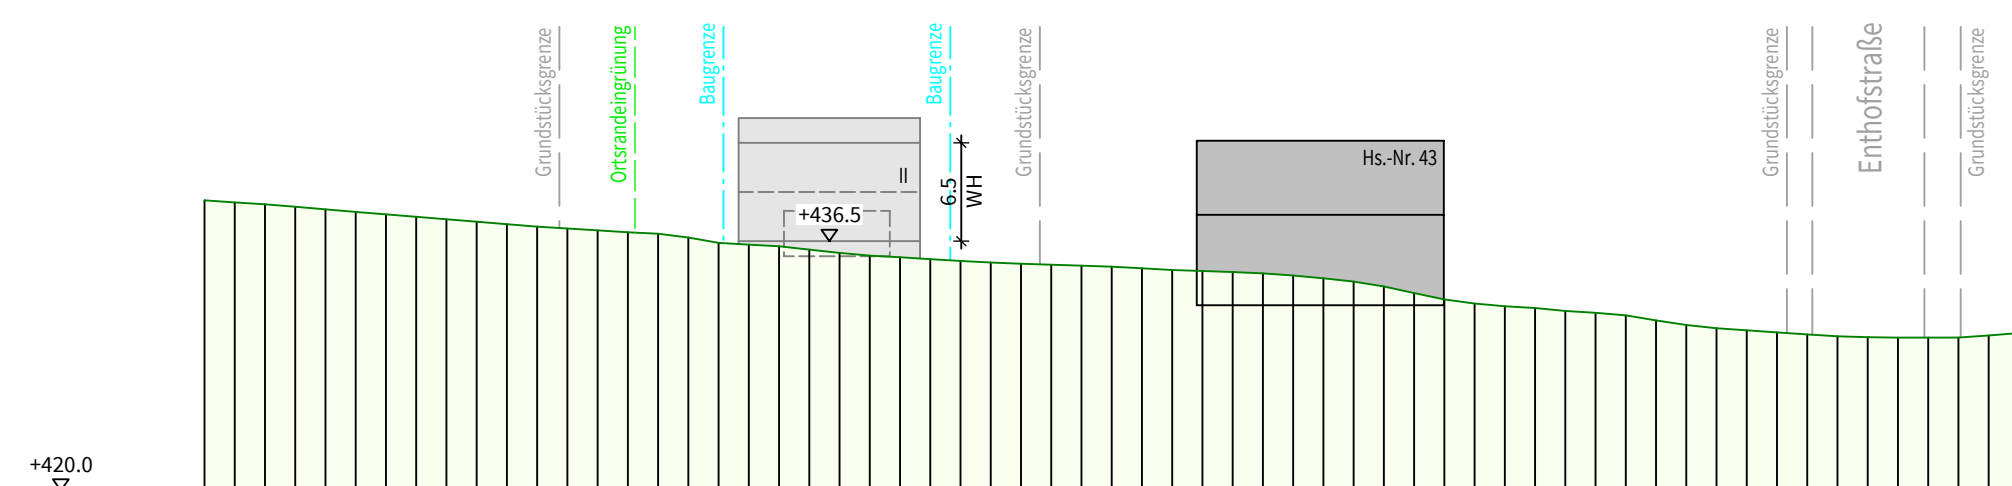 Grundstücksgrenze
Ortsrandeingrünung
Baugrenze
Baugrenze
Grundstücksgrenze
Grundstücksgrenze
Enthofstraße
Grundstücksgrenze
II
6.5
WH
+436.5
Hs.-Nr. 43
+420.0